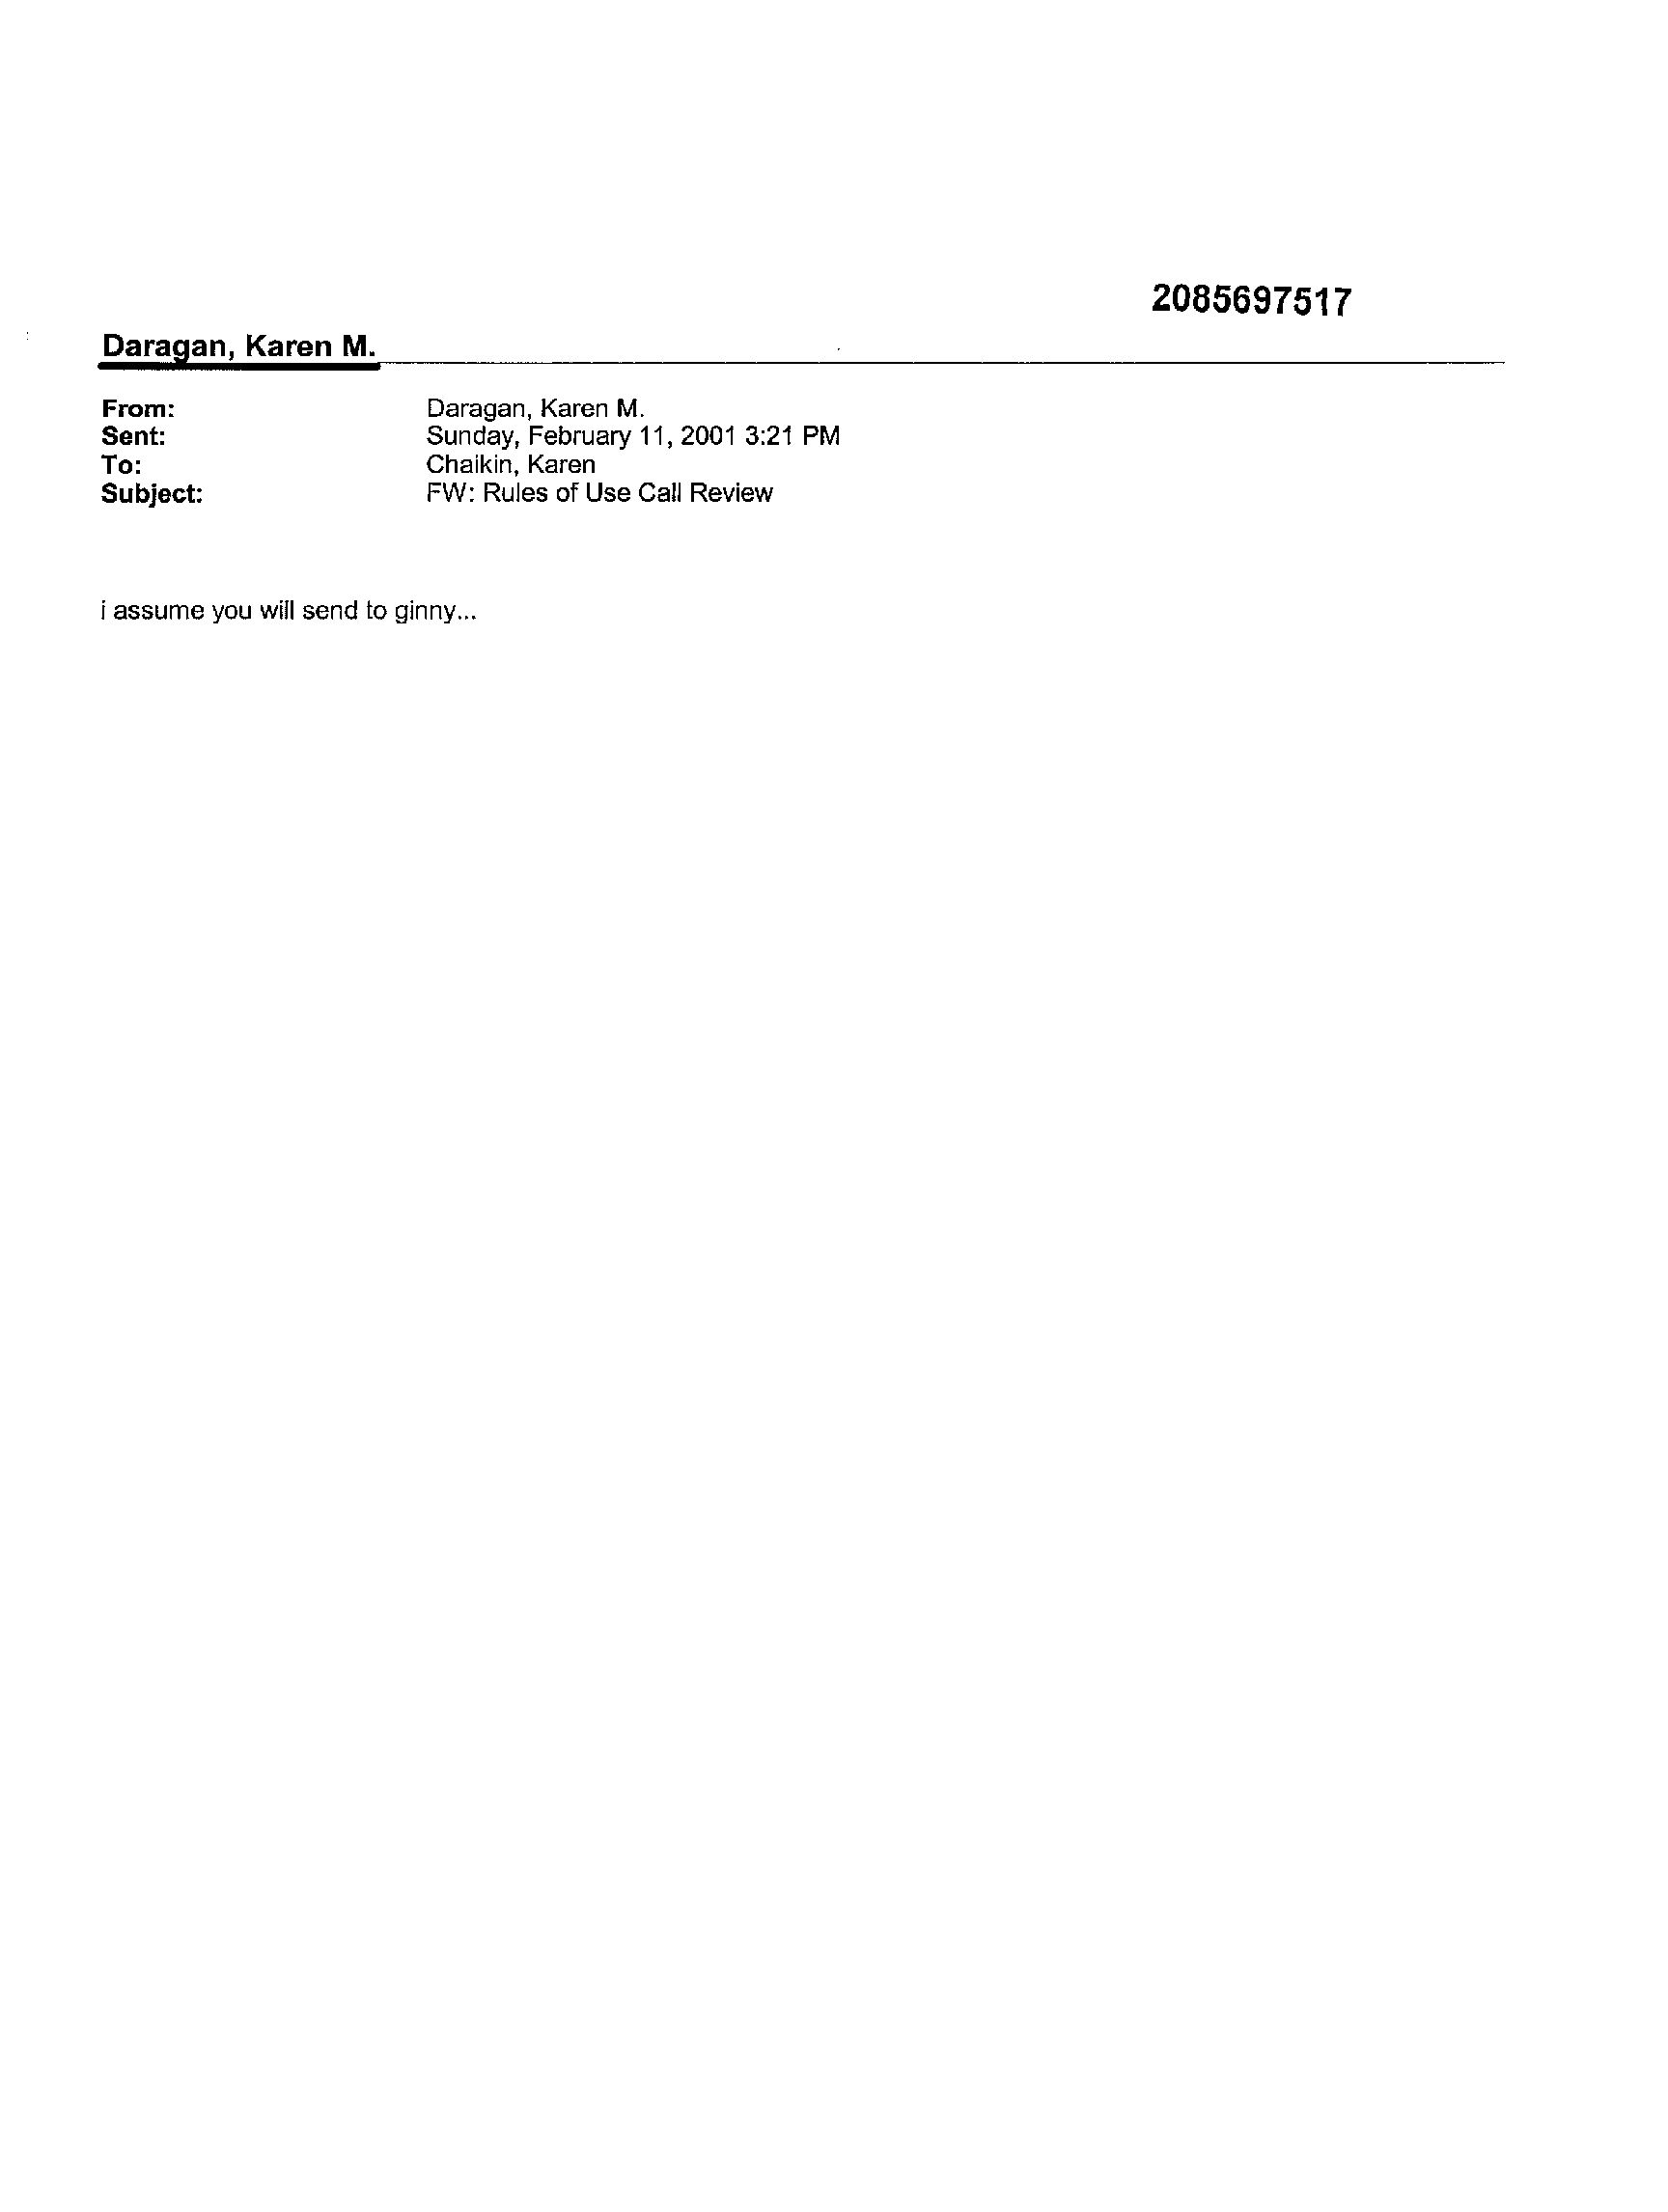 2085697517
Daragan, Karen M.
From: Daragan, Karen M.
Sent: Sunday, February 11, 2001 3:21 PM
To: Chaikin, Karen
Subject: FW: Rules of Use Call Review
i assume you will send to ginny...